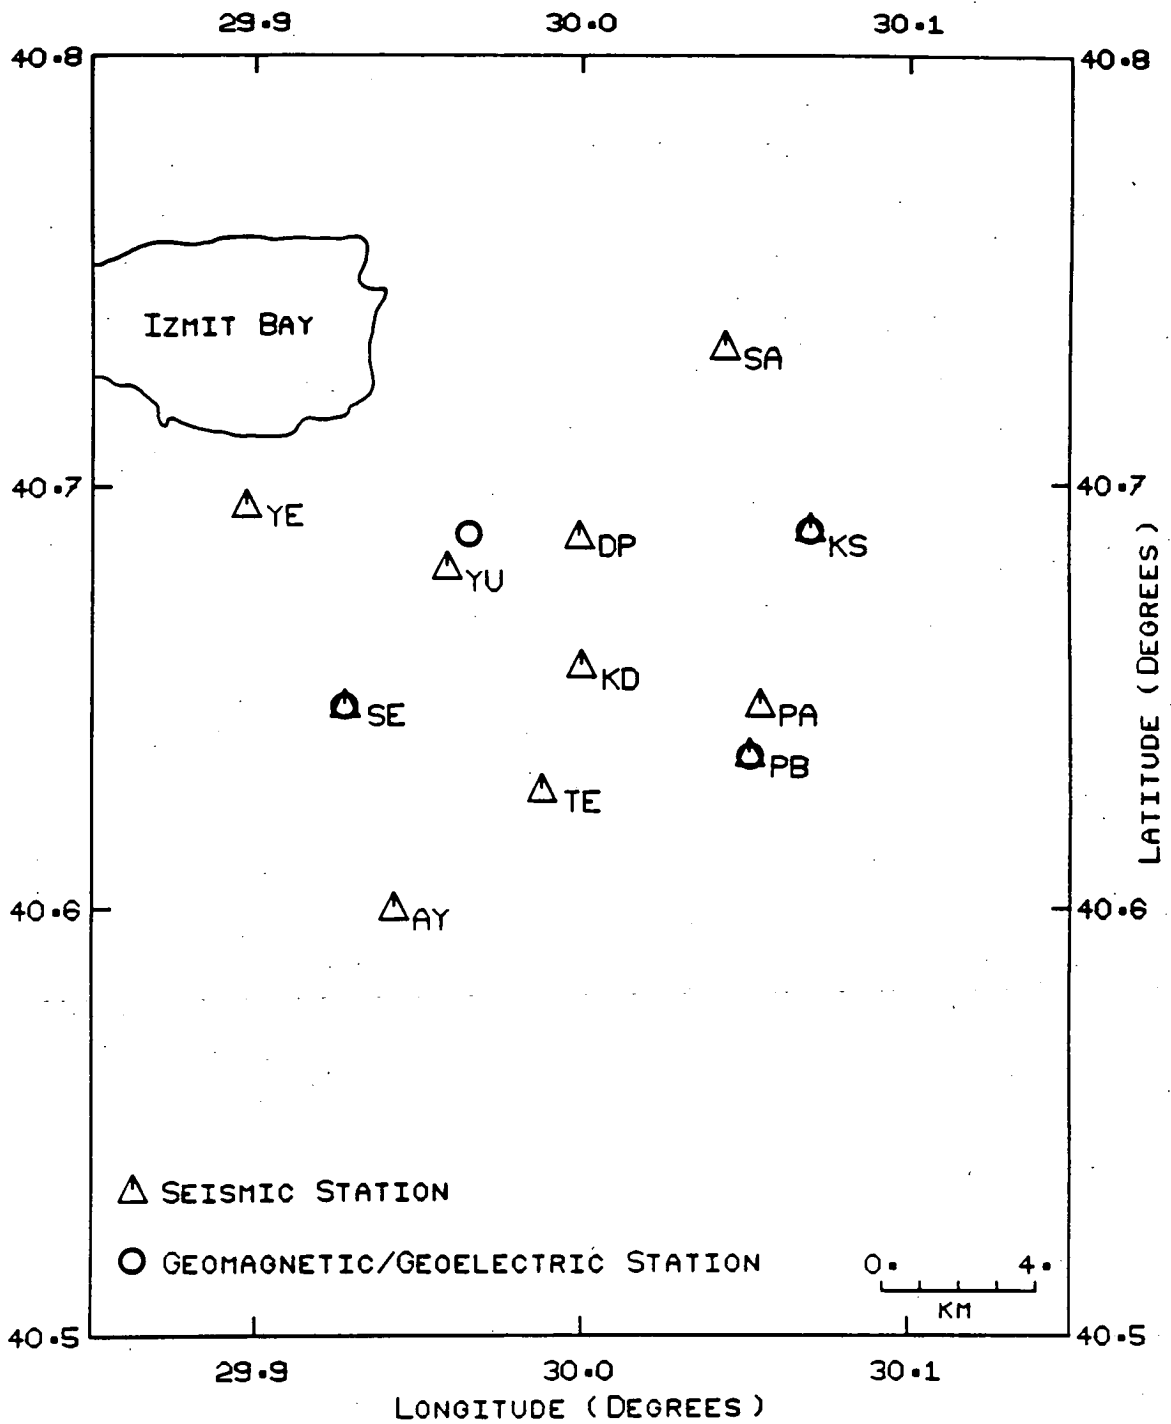 29.9 30.0 30.1
40.8 40.8
IZMIT BAY
SA
40.7 40.7
YE
DP
KS
YU
KD
SE
PA
PB
TE
LATITUDE (DEGREES)
40.6 40.6
AY
SEISMIC STATION
GEOMAGNETIC/GEOELECTRIC STATION
0. 4.
KM
40.5 40.5
29.9 30.0 30.1
LONGITUDE (DEGREES)